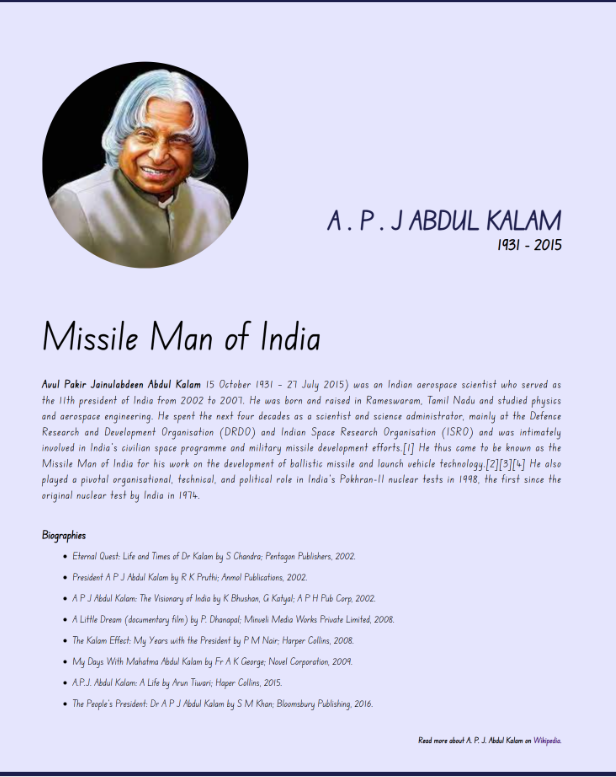 A . P . J ABDUL KALAM
1931 - 2015
Missile Man of India
Avul Pakir Jainulabdeen Abdul Kalam 15 October 1931 - 27 July 2015) was an Indian aerospace scientist who served as
the 11th president of India from 2002 to 2007. He was born and raised in Rameswaram, Tamil Nadu and studied physics
and aerospace engineering. He spent the next four decades as a scientist and science administrator, mainly at the Defence
Research and Development Organisation (DRDO) and Indian Space Research Organisation (ISRO) and was intimately
involved in India's civilian space programme and military missile development efforts.[1] He thus came to be known as the
Missile Man of India for his work on the development of ballistic missile and launch vehicle technology.[2][3][4] He also
played a pivotal organisational, technical, and political role in India's Pokhran-II nuclear tests in 1998, the first since the
original nuclear test by India in 1974.
Biographies
• Eternal Quest: Life and Times of Dr Kalam by S Chandra; Pentagon Publishers, 2002.
• President A P J Abdul Kalam by R K Pruthi; Anmol Publications, 2002.
• A P J Abdul Kalam: The Visionary of India by K Bhushan, G Katyal; A P H Pub Corp, 2002.
• A Little Dream (documentary film) by P. Dhanapal; Minveli Media Works Private Limited, 2008.
• The Kalam Effect: My Years with the President by P M Nair; Harper Collins, 2008.
• My Days With Mahatma Abdul Kalam by Fr A K George; Novel Corporation, 2009.
• A.P.J. Abdul Kalam: A Life by Arun Tiwari; Haper Collins, 2015.
• The People's President: Dr A P J Abdul Kalam by S M Khan; Bloomsbury Publishing, 2016.
Read more about A. P. J. Abdul Kalam on Wikipedia.